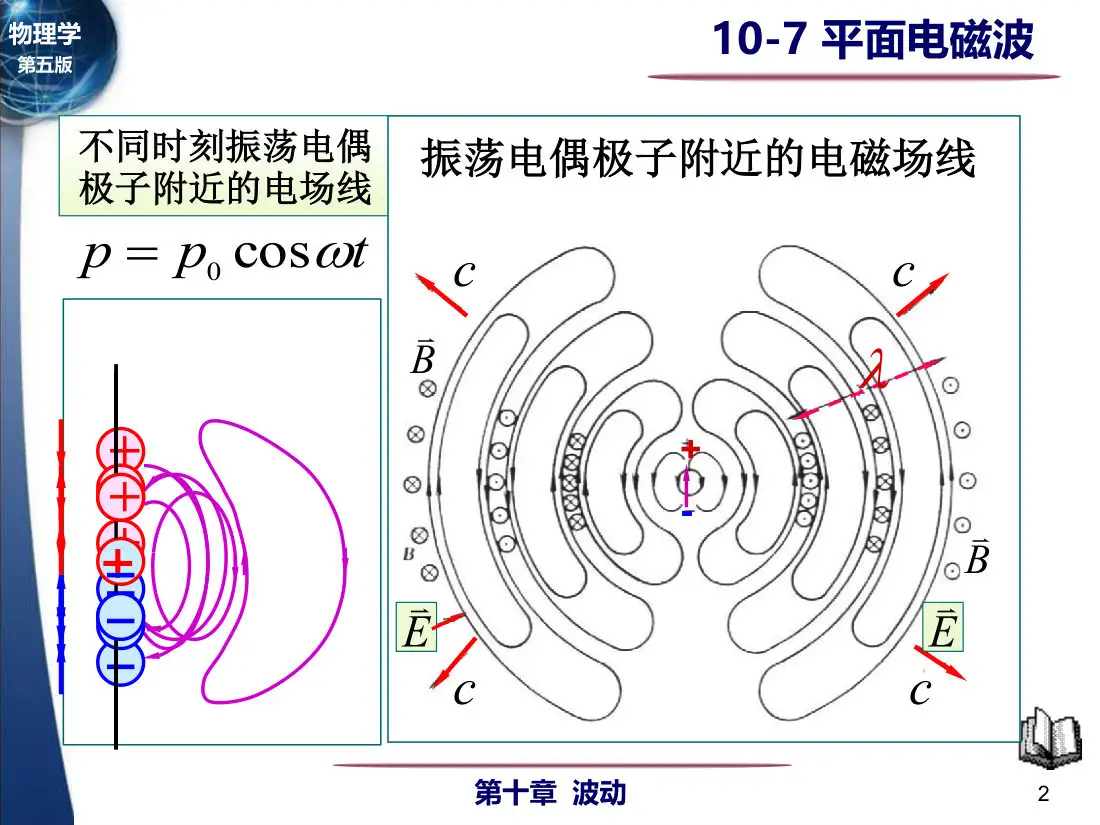 物理学
第五版
10-7 平面电磁波
不同时刻振荡电偶
极子附近的电场线
p = p₀ cosωt
振荡电偶极子附近的电磁场线
c
c
B⃗
λ
B
B⃗
E⃗
E⃗
c
c
第十章 波动
2